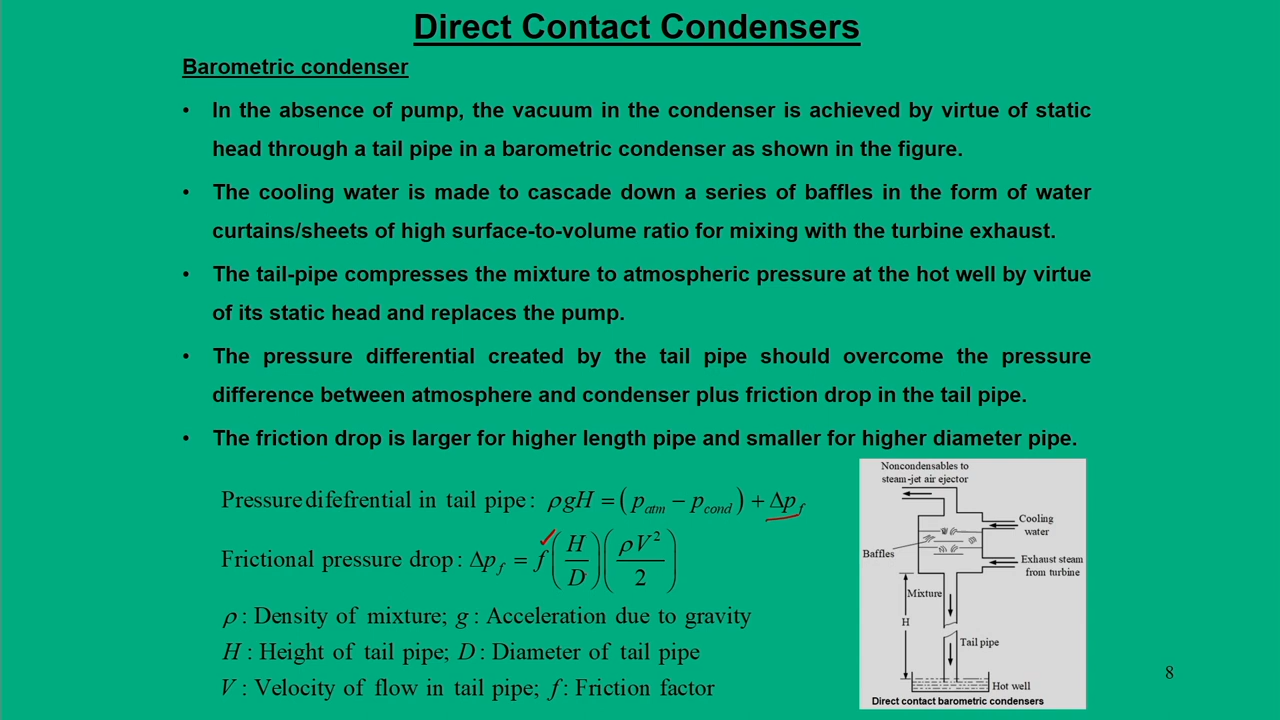 Direct Contact Condensers
Barometric condenser
• In the absence of pump, the vacuum in the condenser is achieved by virtue of static
head through a tail pipe in a barometric condenser as shown in the figure.
• The cooling water is made to cascade down a series of baffles in the form of water
curtains/sheets of high surface-to-volume ratio for mixing with the turbine exhaust.
• The tail-pipe compresses the mixture to atmospheric pressure at the hot well by virtue
of its static head and replaces the pump.
• The pressure differential created by the tail pipe should overcome the pressure
difference between atmosphere and condenser plus friction drop in the tail pipe.
• The friction drop is larger for higher length pipe and smaller for higher diameter pipe.
Pressure difefrential in tail pipe : ρgH = (p_atm − p_cond) + Δp_f
Frictional pressure drop : Δp_f = f (H/D) (ρV²/2)
ρ : Density of mixture; g : Acceleration due to gravity
H : Height of tail pipe; D : Diameter of tail pipe
V : Velocity of flow in tail pipe; f : Friction factor
Noncondensables to
steam-jet air ejector
Cooling
water
Baffles
Exhaust steam
from turbine
Mixture
H
Tail pipe
Hot well
Direct contact barometric condensers
8